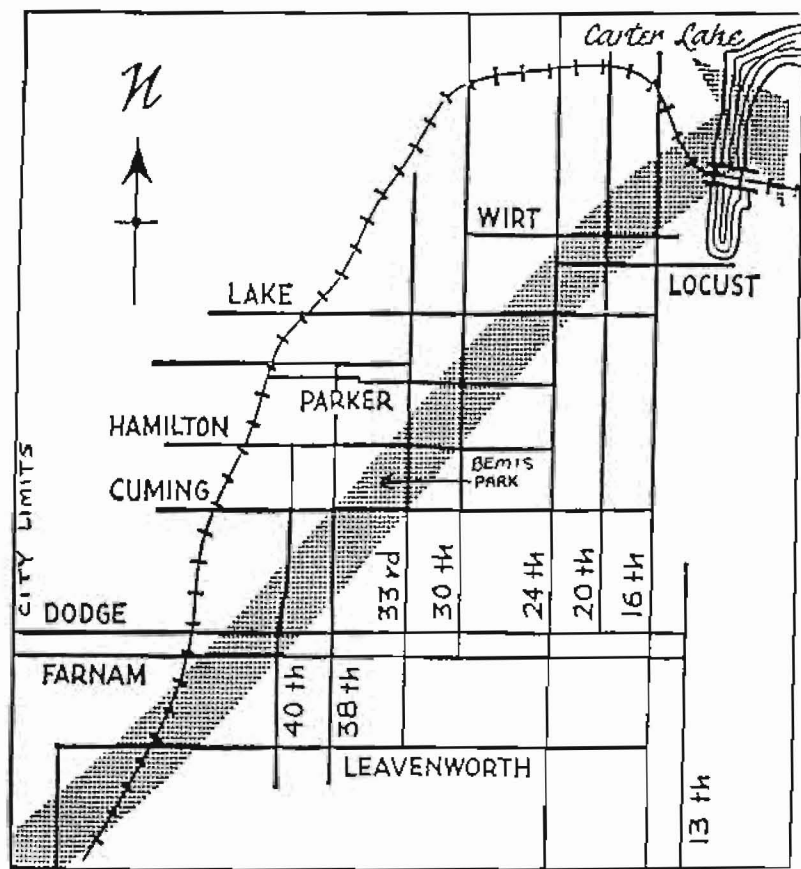 Carter Lake
N
WIRT
LOCUST
LAKE
PARKER
HAMILTON
BEMIS
PARK
CUMING
CITY LIMITS
33rd
30th
24th
20th
16th
DODGE
FARNAM
40th
38th
LEAVENWORTH
13th